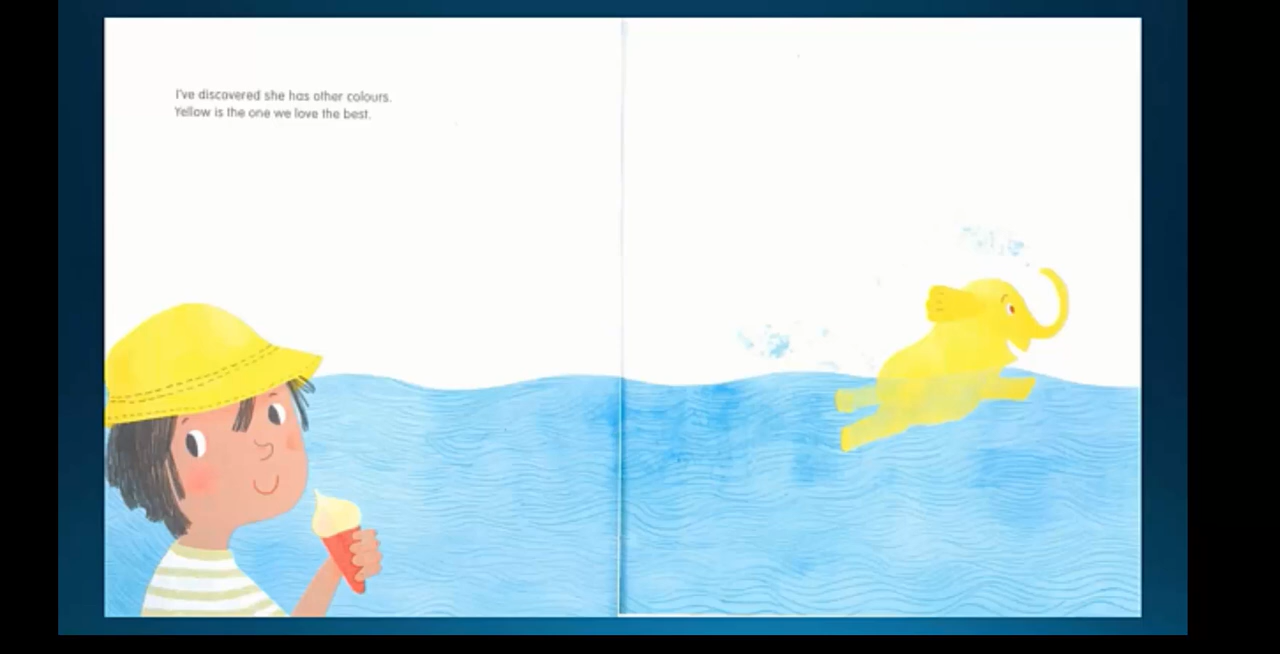 I've discovered she has other colours.
Yellow is the one we love the best.